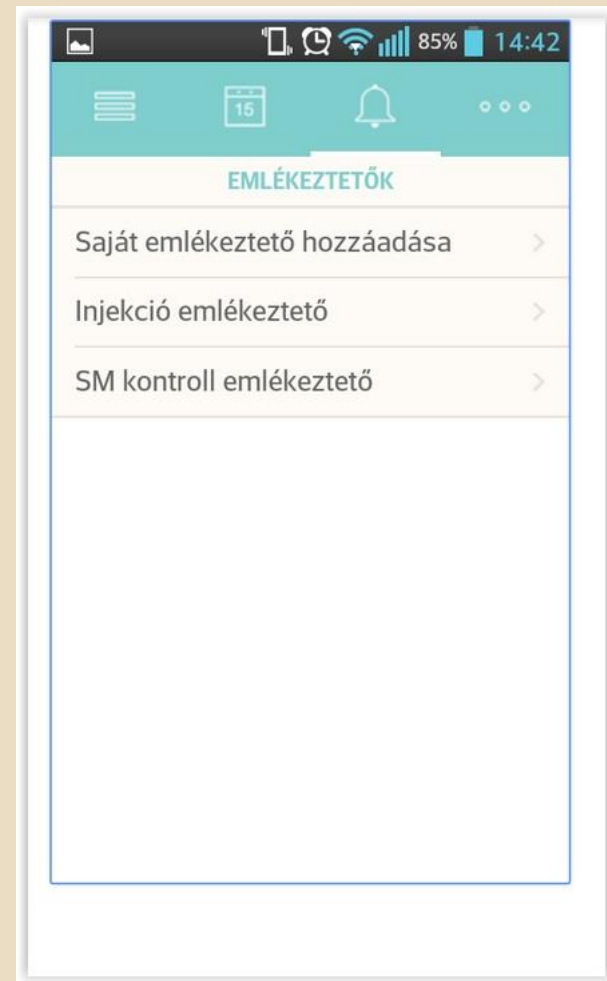 85% 14:42
15
EMLÉKEZTETŐK
Saját emlékeztető hozzáadása
Injekció emlékeztető
SM kontroll emlékeztető